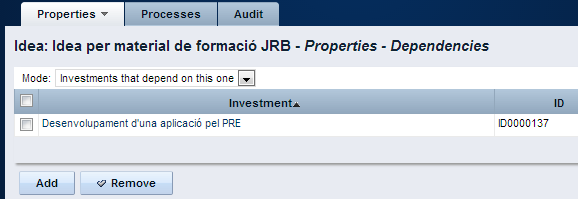 Properties Processes Audit
Idea: Idea per material de formació JRB - Properties - Dependencies
Mode: Investments that depend on this one
Investment ID
Desenvolupament d'una aplicació pel PRE ID0000137
Add Remove